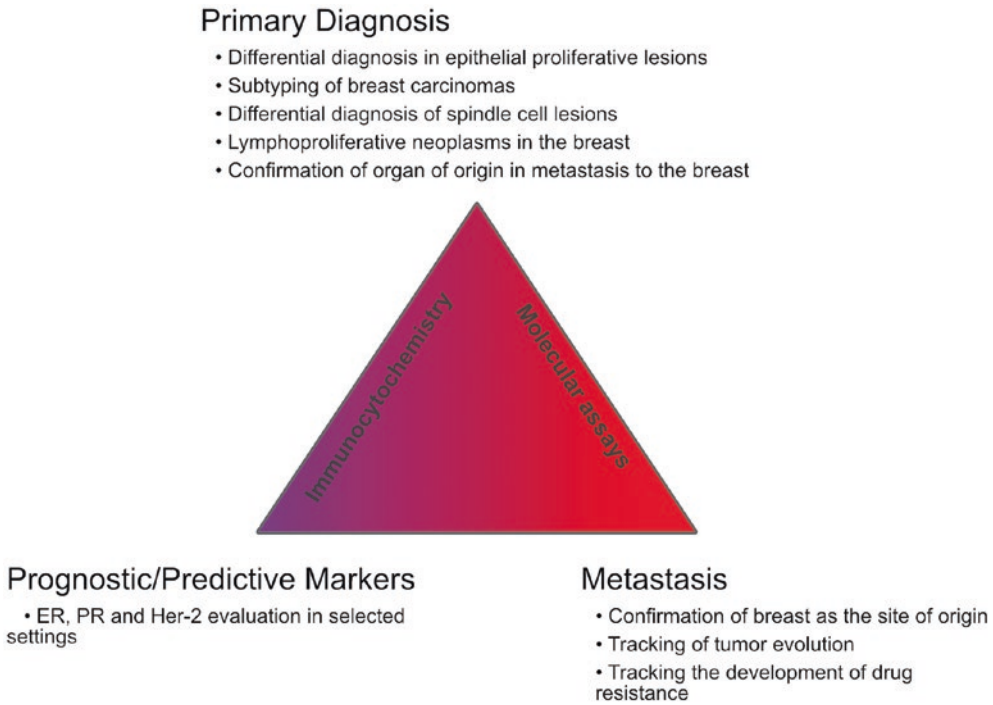 Primary Diagnosis
• Differential diagnosis in epithelial proliferative lesions
• Subtyping of breast carcinomas
• Differential diagnosis of spindle cell lesions
• Lymphoproliferative neoplasms in the breast
• Confirmation of organ of origin in metastasis to the breast
Immunocytochemistry
Molecular assays
Prognostic/Predictive Markers
• ER, PR and Her-2 evaluation in selected
settings
Metastasis
• Confirmation of breast as the site of origin
• Tracking of tumor evolution
• Tracking the development of drug
resistance